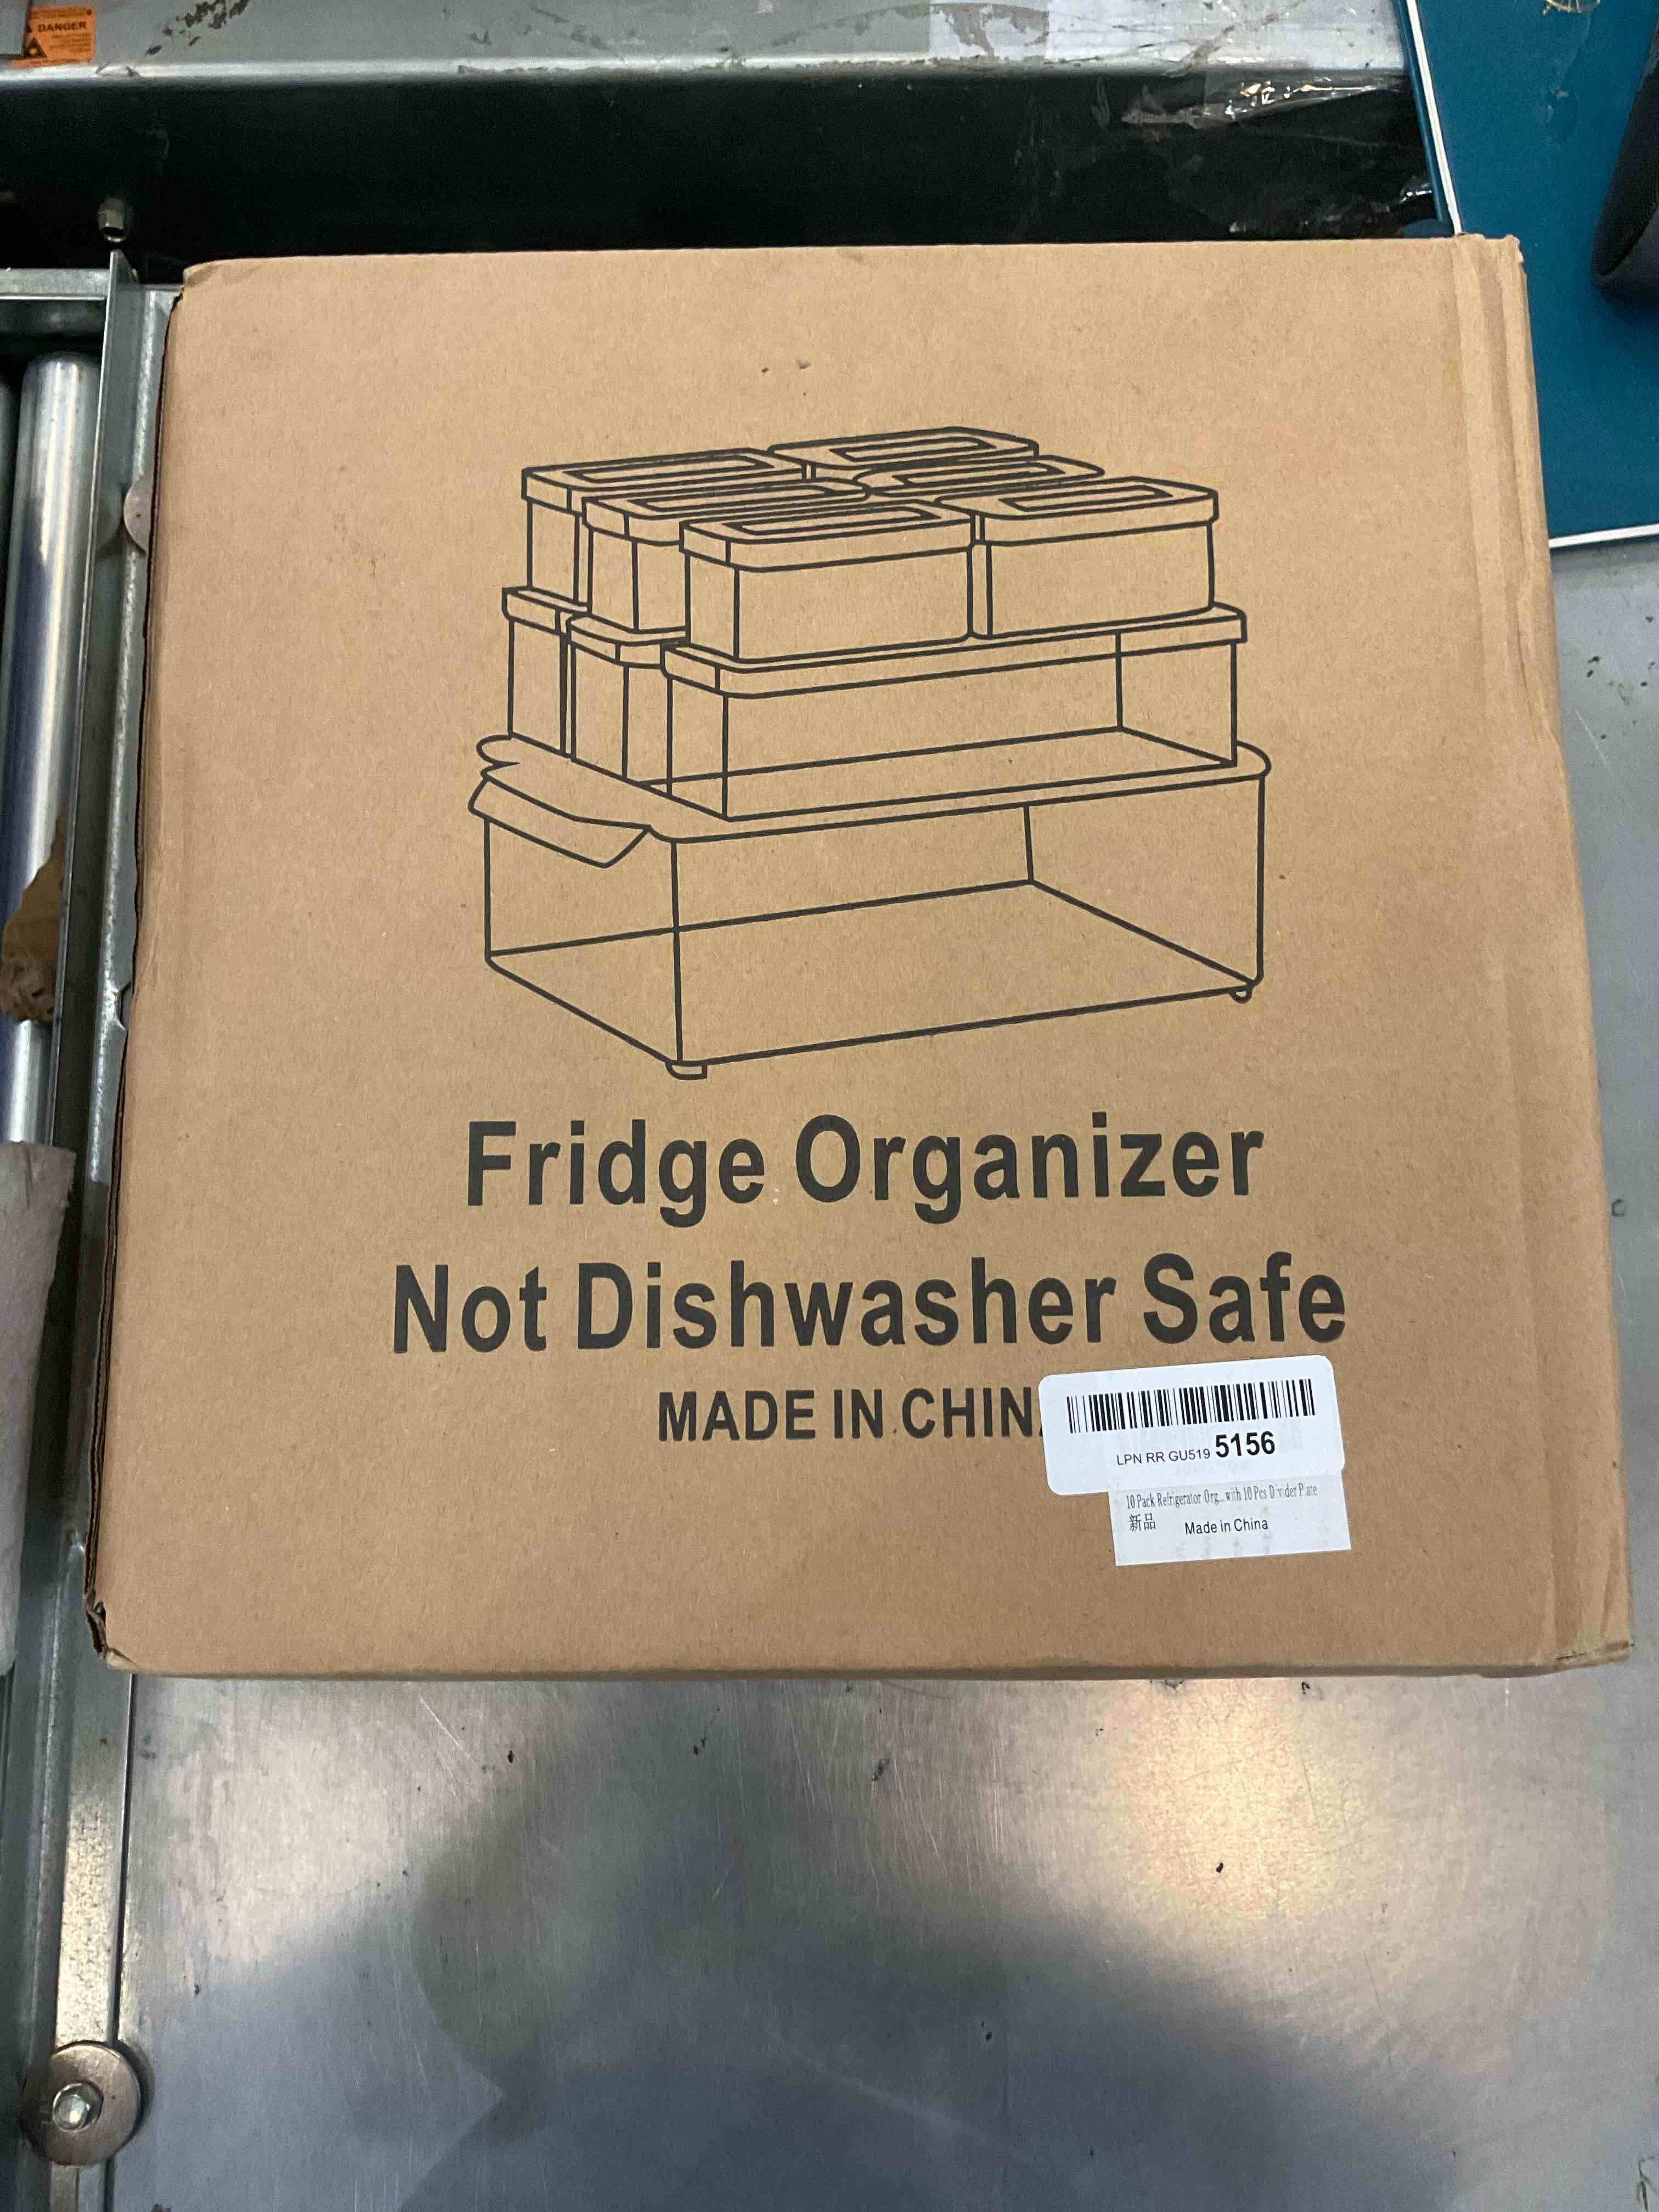 DANGER
Fridge Organizer
Not Dishwasher Safe
MADE IN CHIN
LPN RR GU519 5156
10 Pack Refrigerator Org...with 10 Pcs Divider Plate
新品 Made in China